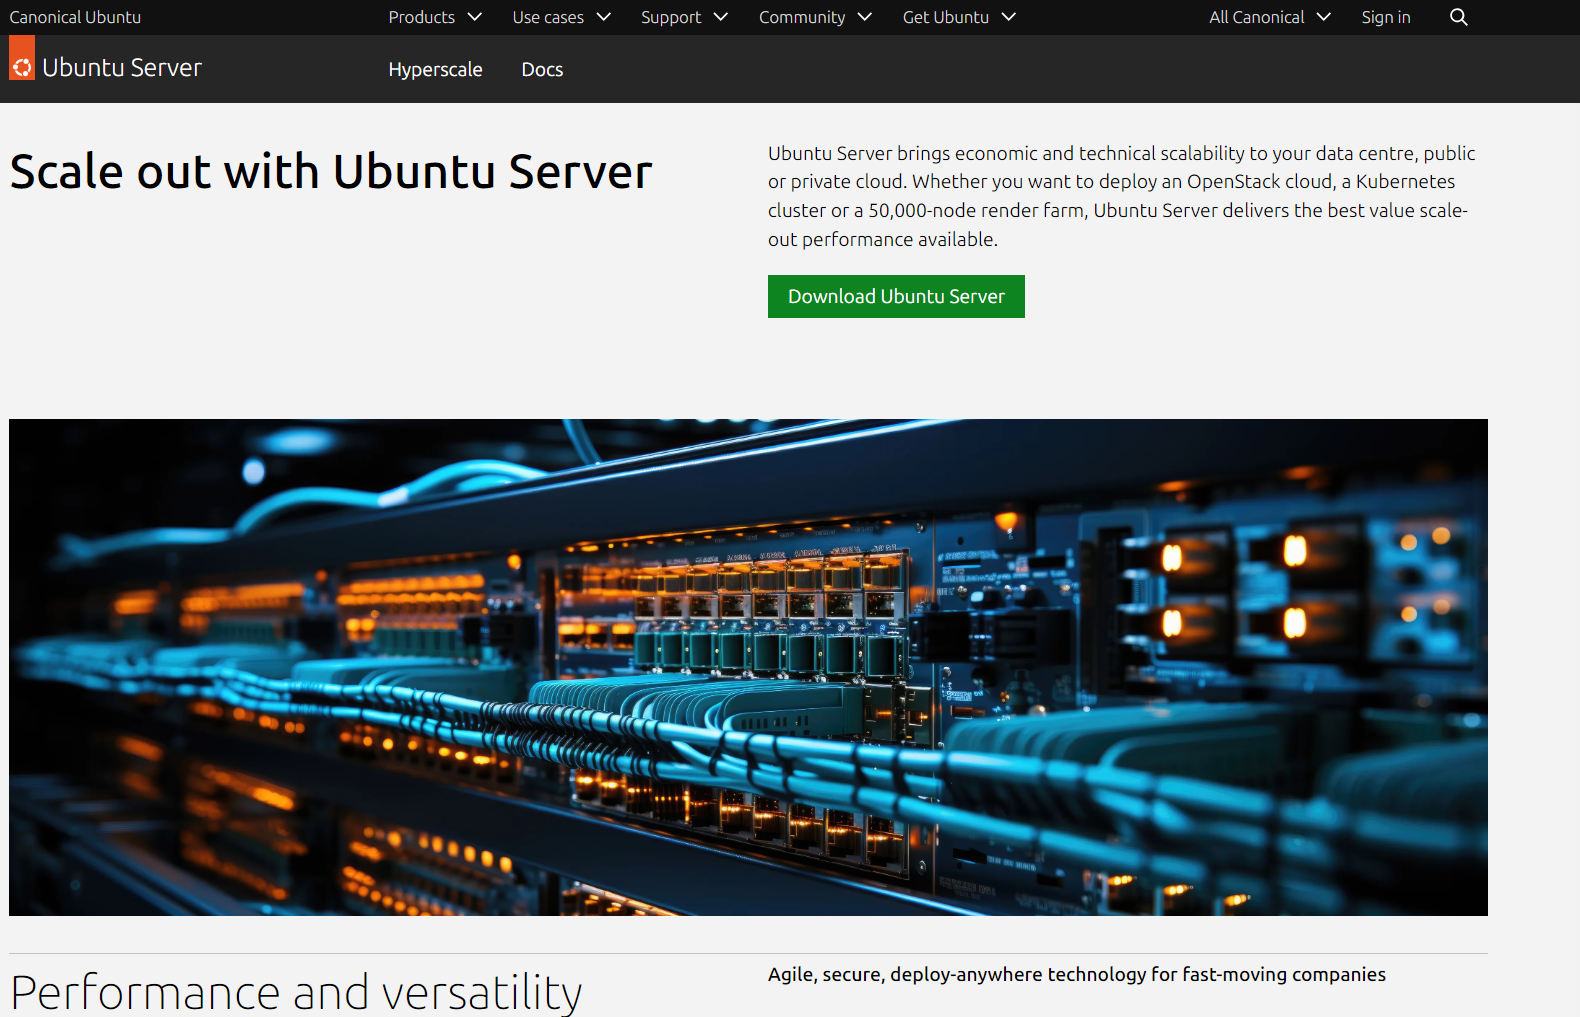 Canonical Ubuntu
Products
Use cases
Support
Community
Get Ubuntu
All Canonical
Sign in
Ubuntu Server
Hyperscale
Docs
Scale out with Ubuntu Server
Ubuntu Server brings economic and technical scalability to your data centre, public
or private cloud. Whether you want to deploy an OpenStack cloud, a Kubernetes
cluster or a 50,000-node render farm, Ubuntu Server delivers the best value scale-
out performance available.
Download Ubuntu Server
Performance and versatility
Agile, secure, deploy-anywhere technology for fast-moving companies